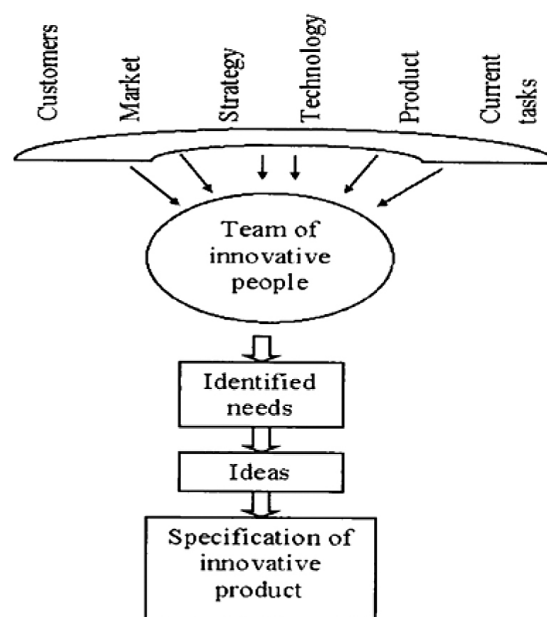 Customers
Market
Strategy
Technology
Product
Current
tasks
Team of
innovative
people
Identified
needs
Ideas
Specification of
innovative
product